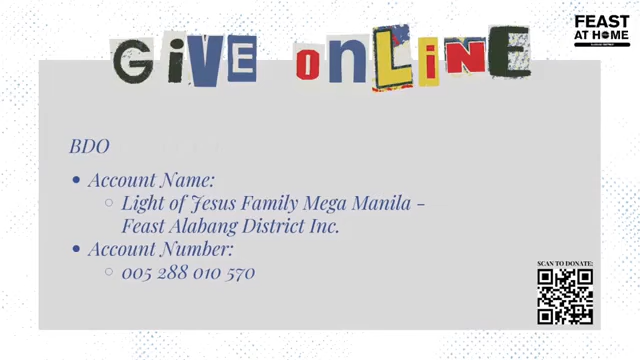 GiVE OnLiNE
FEAST
AT HOME
BDO
Account Name:
Light of Jesus Family Mega Manila -
Feast Alabang District Inc.
Account Number:
005 288 010 570
SCAN TO DONATE: